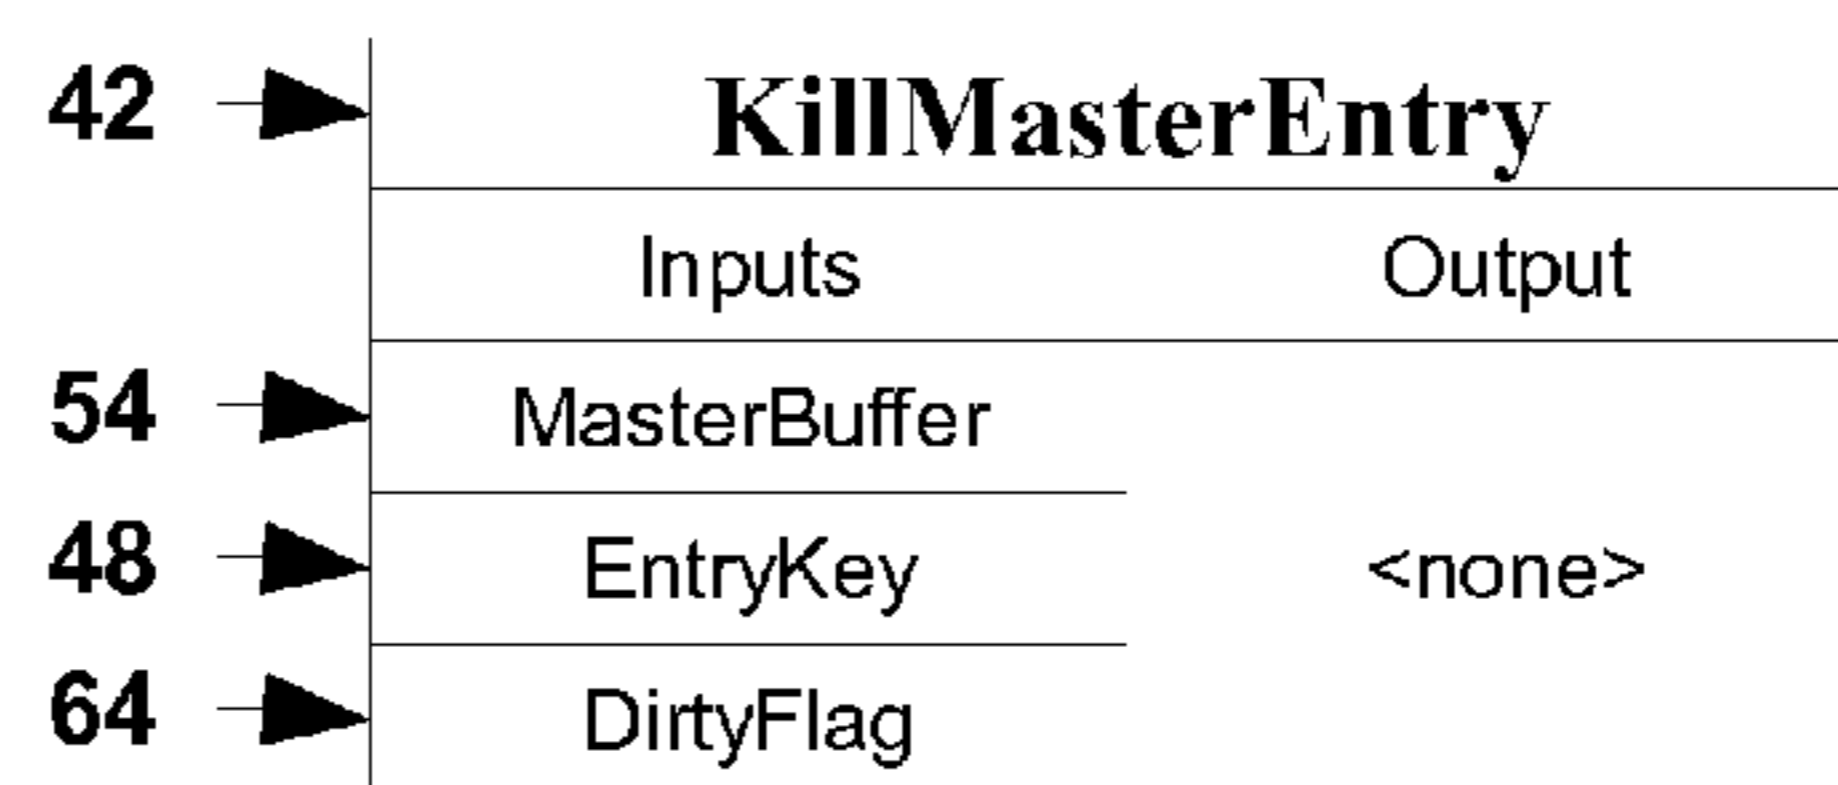 42 KillMasterEntry
Inputs Output
54 MasterBuffer
48 EntryKey <none>
64 DirtyFlag